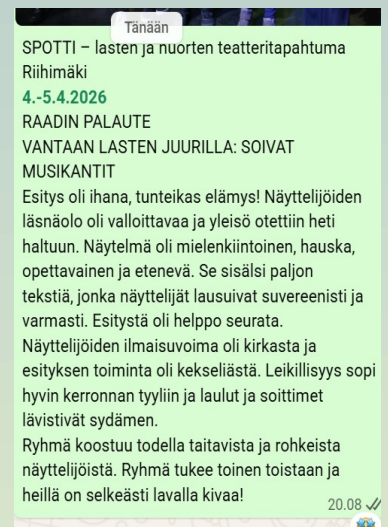 Tänään
SPOTTI – lasten ja nuorten teatteritapahtuma
Riihimäki
4.-5.4.2026
RAADIN PALAUTE
VANTAAN LASTEN JUURILLA: SOIVAT
MUSIKANTIT
Esitys oli ihana, tunteikas elämys! Näyttelijöiden
läsnäolo oli valloittavaa ja yleisö otettiin heti
haltuun. Näytelmä oli mielenkiintoinen, hauska,
opettavainen ja etenevä. Se sisälsi paljon
tekstiä, jonka näyttelijät lausuivat suvereenisti ja
varmasti. Esitystä oli helppo seurata.
Näyttelijöiden ilmaisuvoima oli kirkasta ja
esityksen toiminta oli kekseliästä. Leikillisyys sopi
hyvin kerronnan tyyliin ja laulut ja soittimet
lävistivät sydämen.
Ryhmä koostuu todella taitavista ja rohkeista
näyttelijöistä. Ryhmä tukee toinen toistaan ja
heillä on selkeästi lavalla kivaa!
20.08